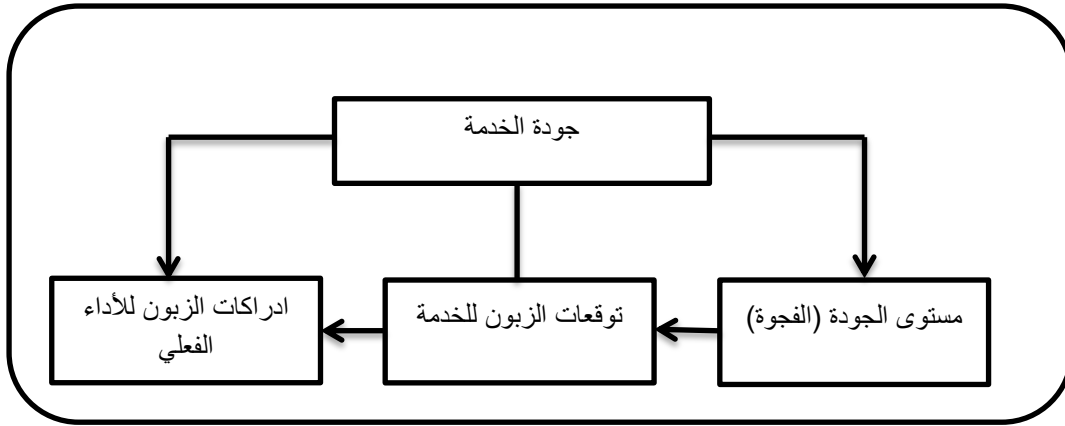 جودة الخدمة
مستوى الجودة (الفجوة)
توقعات الزبون للخدمة
ادراكات الزبون للأداء
الفعلي